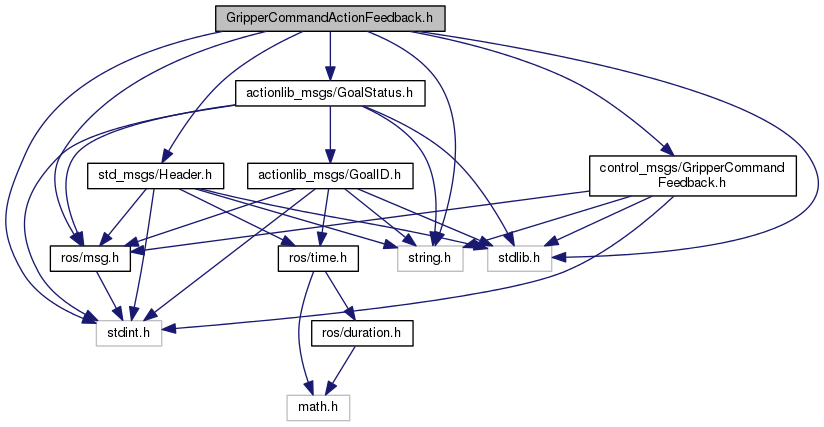 GripperCommandActionFeedback.h
actionlib_msgs/GoalStatus.h
std_msgs/Header.h
actionlib_msgs/GoalID.h
control_msgs/GripperCommand
Feedback.h
ros/msg.h
ros/time.h
string.h
stdlib.h
stdint.h
ros/duration.h
math.h